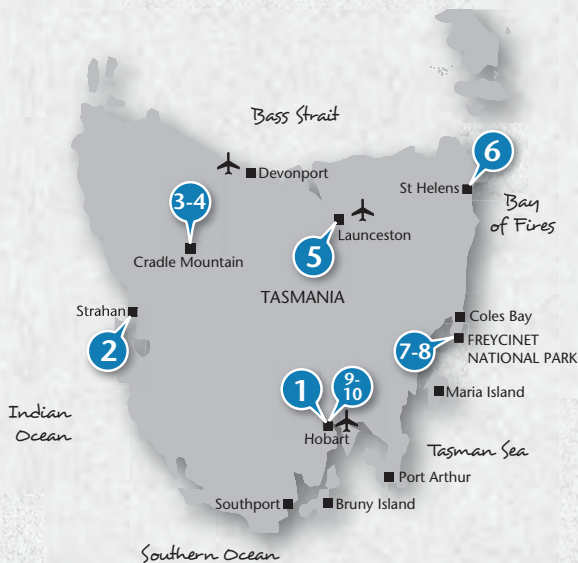 Bass Strait
Devonport
6
3-4
St Helens
Bay
of Fires
Launceston
5
Cradle Mountain
TASMANIA
Strahan
2
Coles Bay
FREYCINET
NATIONAL PARK
7-8
Maria Island
1
9-
10
Indian
Ocean
Hobart
Tasman Sea
Port Arthur
Southport
Bruny Island
Southern Ocean